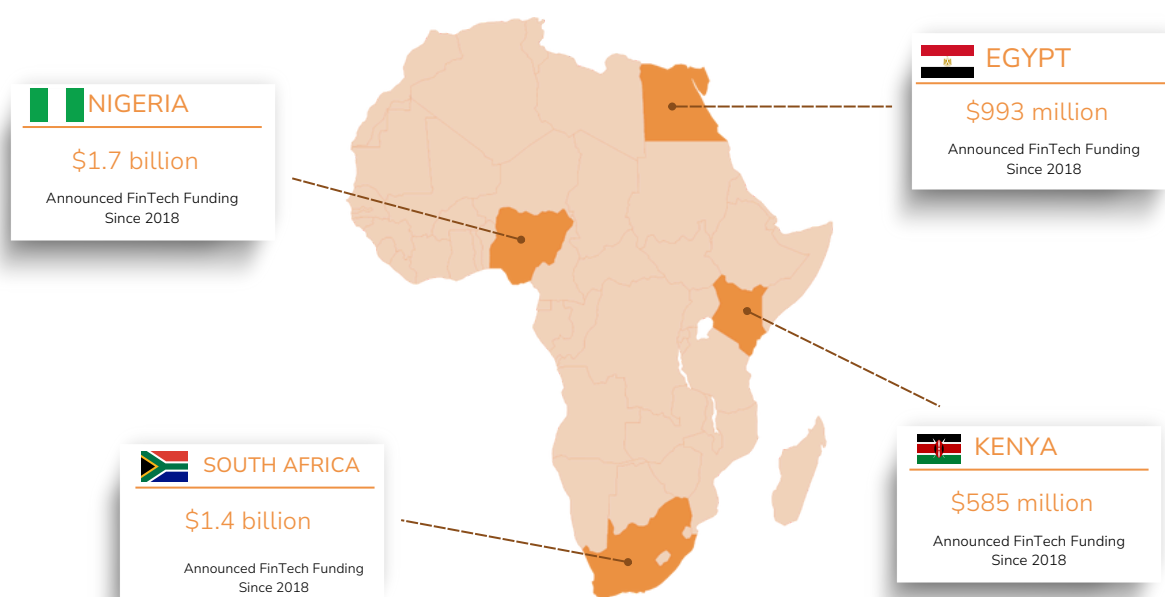 NIGERIA
$1.7 billion
Announced FinTech Funding
Since 2018
EGYPT
$993 million
Announced FinTech Funding
Since 2018
SOUTH AFRICA
$1.4 billion
Announced FinTech Funding
Since 2018
KENYA
$585 million
Announced FinTech Funding
Since 2018